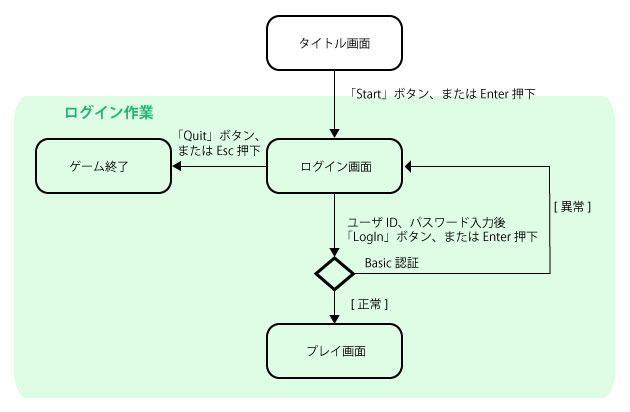 タイトル画面
「Start」ボタン、または Enter 押下
ログイン作業
「Quit」ボタン、
または Esc 押下
ゲーム終了
ログイン画面
[ 異常 ]
ユーザ ID、パスワード入力後
「LogIn」ボタン、または Enter 押下
Basic 認証
[ 正常 ]
プレイ画面